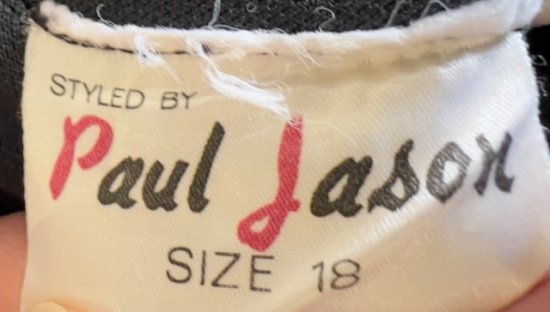 STYLED BY
Paul Jason
SIZE 18